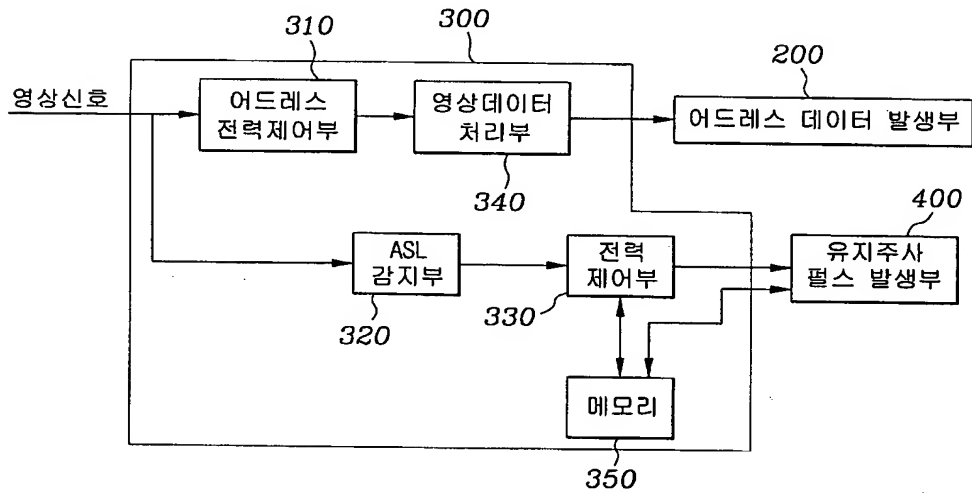 310
300
200
영상신호
어드레스
전력제어부
영상데이터
처리부
어드레스 데이터 발생부
340
400
ASL
감지부
전력
제어부
유지주사
펄스 발생부
320
330
메모리
350